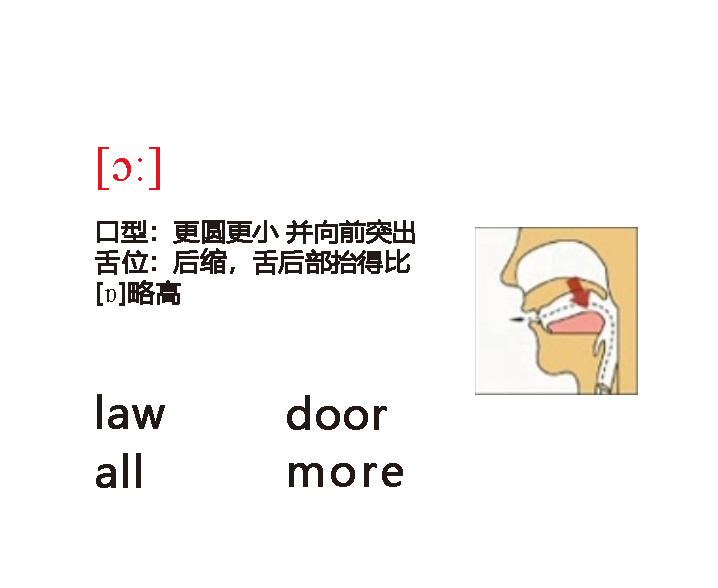 [ɔː]
口型：更圆更小 并向前突出
舌位：后缩，舌后部抬得比
[ɒ]略高
law door
all more